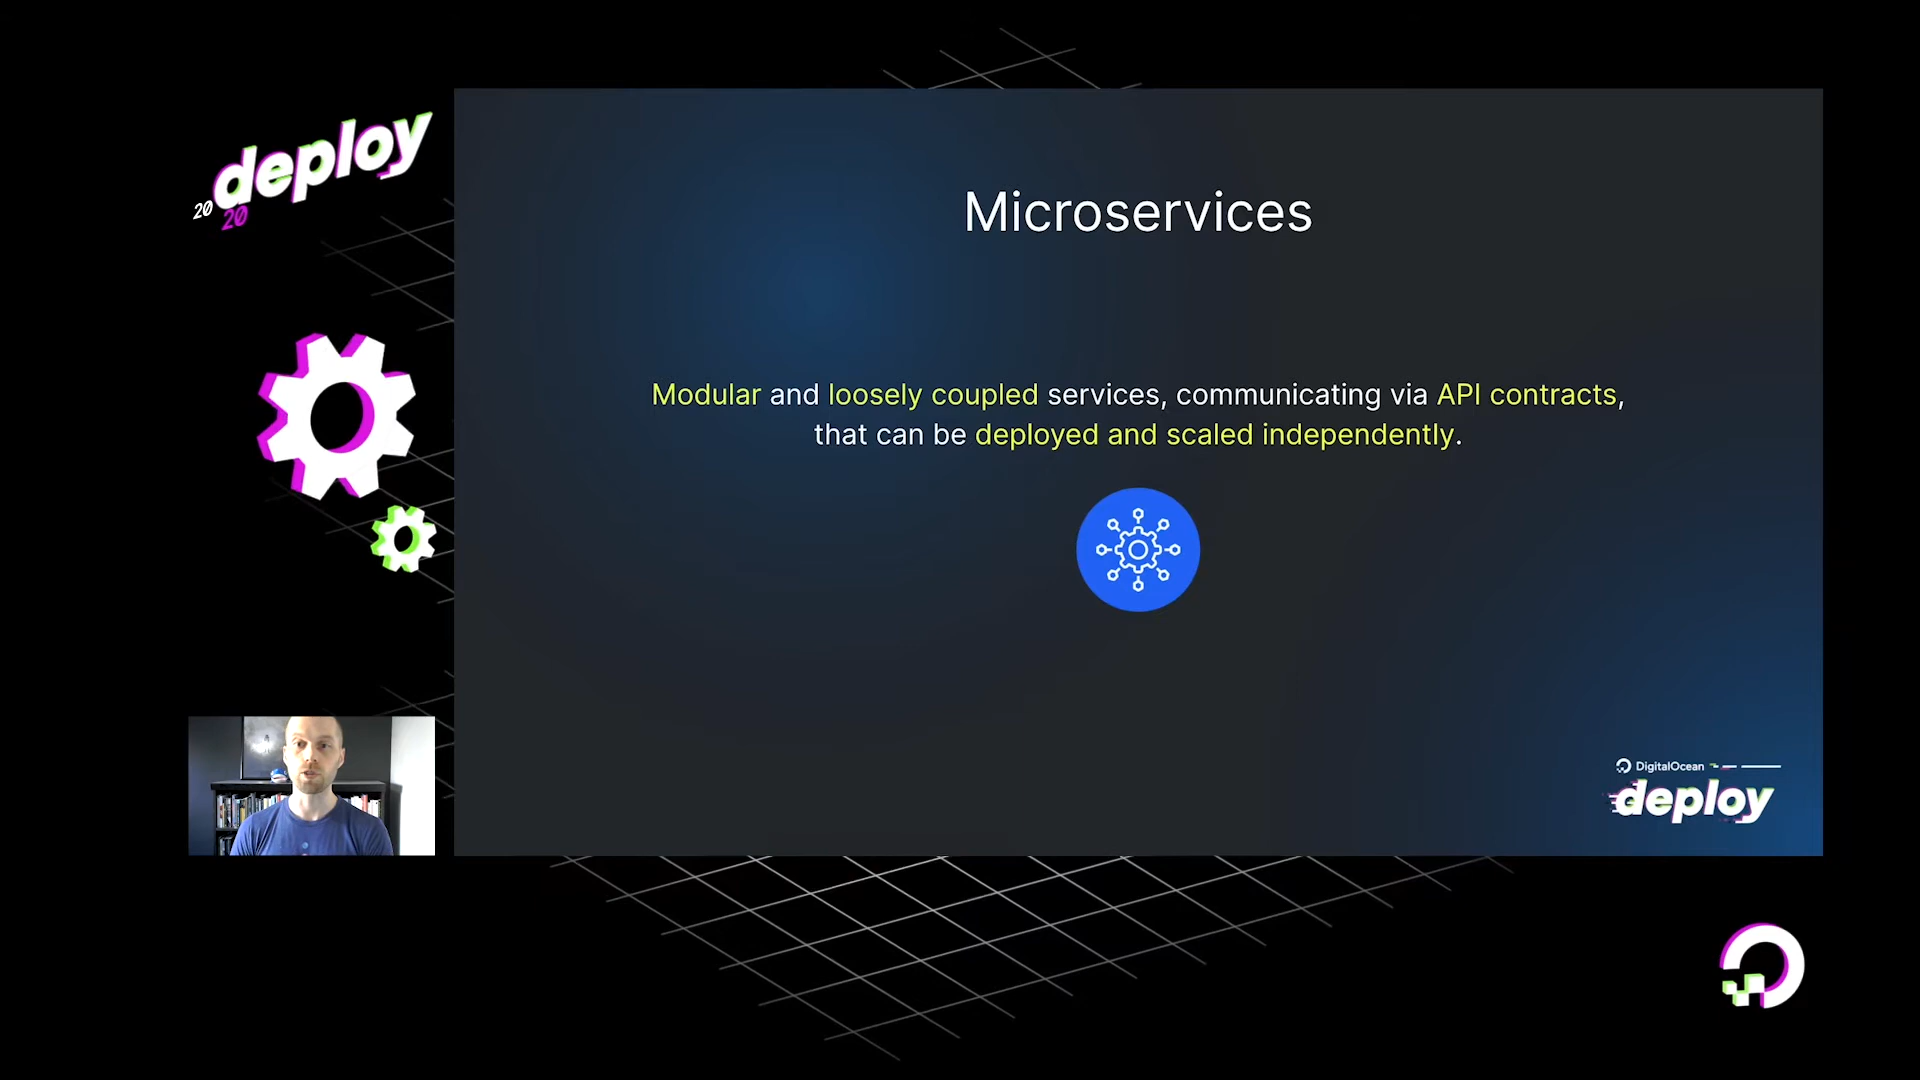 deploy
20
20
Microservices
Modular and loosely coupled services, communicating via API contracts,
that can be deployed and scaled independently.
DigitalOcean
deploy